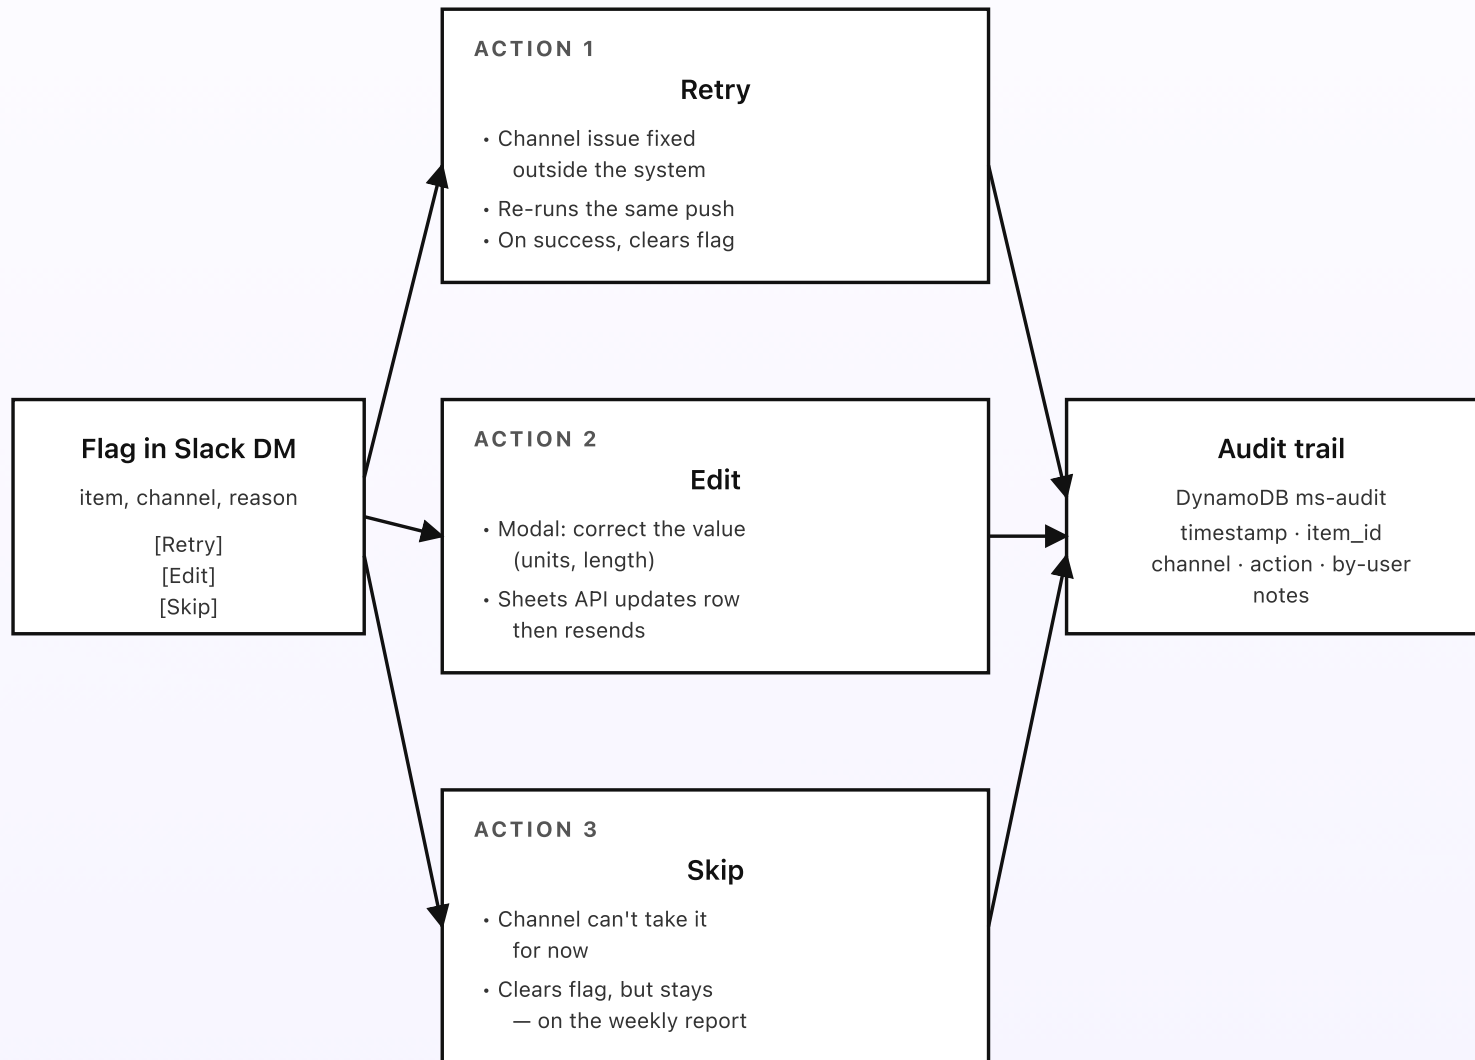 ACTION 1
Retry
• Channel issue fixed
outside the system
• Re-runs the same push
• On success, clears flag
Flag in Slack DM
item, channel, reason
[Retry]
[Edit]
[Skip]
ACTION 2
Edit
• Modal: correct the value
(units, length)
• Sheets API updates row
then resends
Audit trail
DynamoDB ms-audit
timestamp · item_id
channel · action · by-user
notes
ACTION 3
Skip
• Channel can't take it
for now
• Clears flag, but stays
— on the weekly report